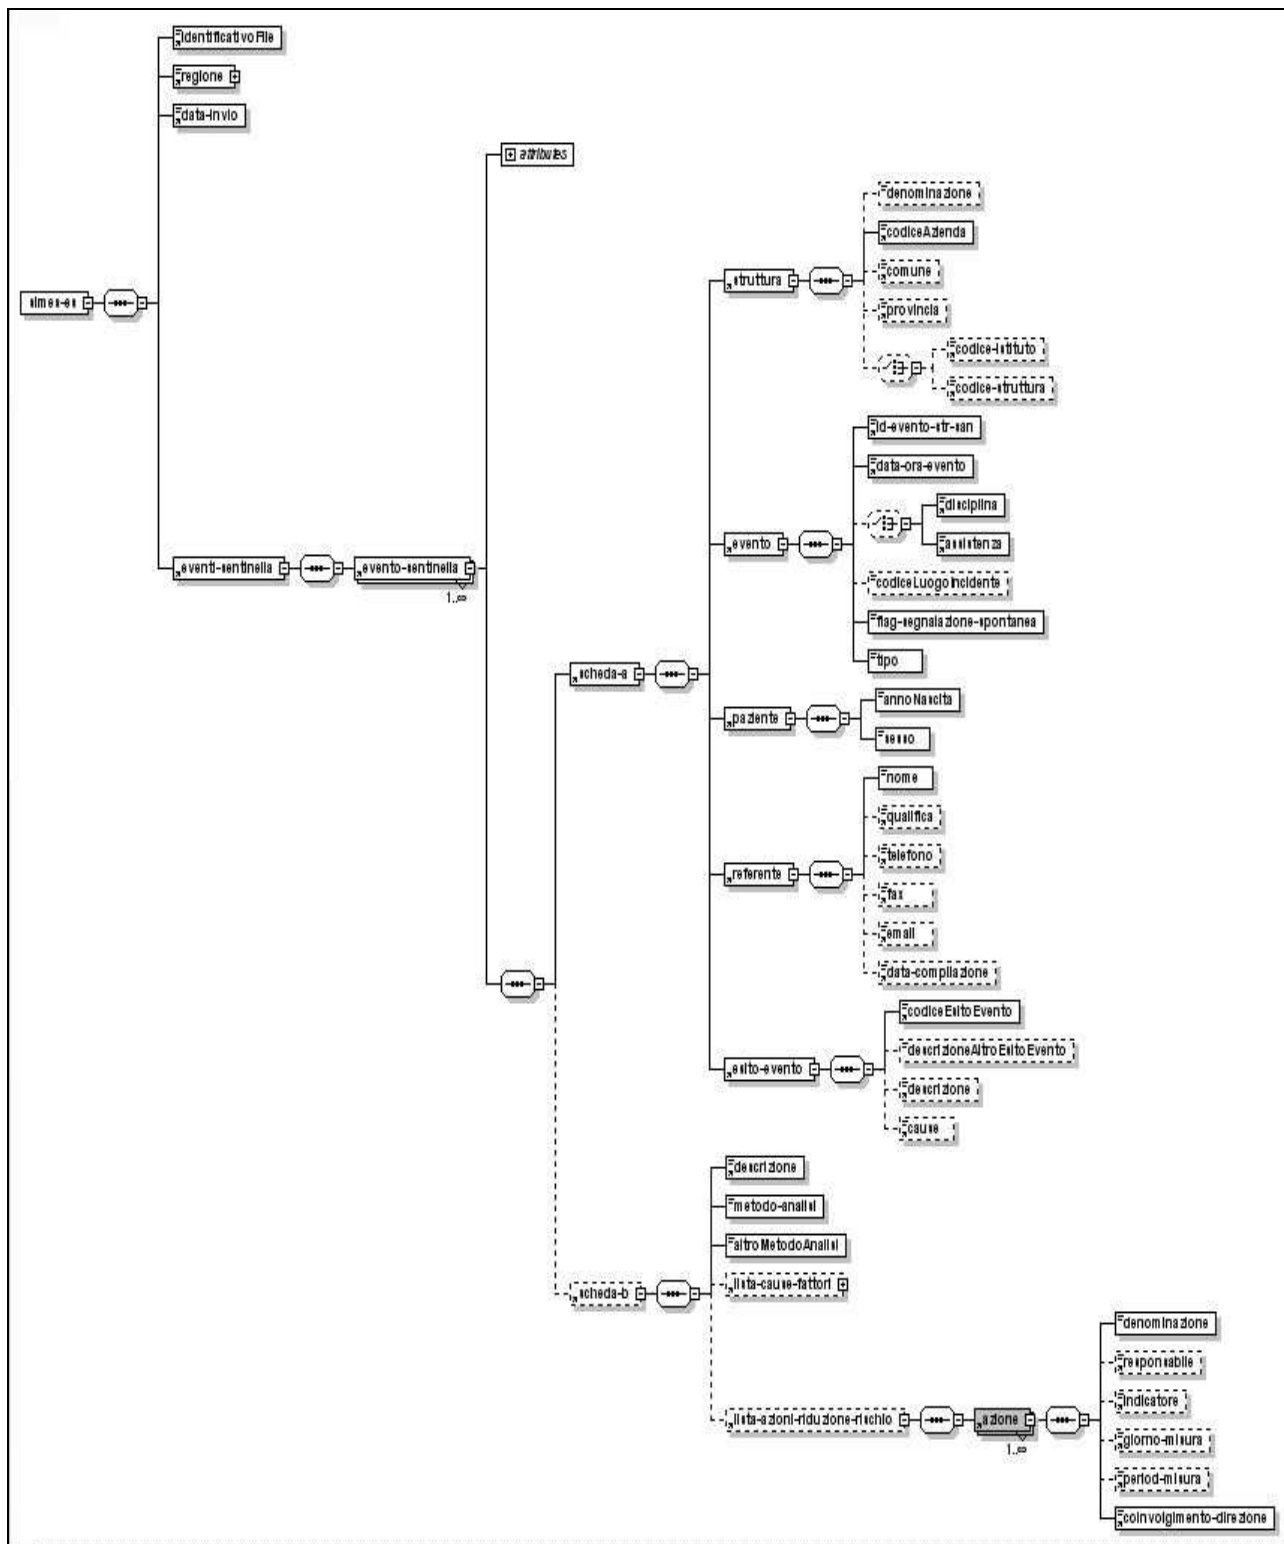 identificativoFile
regione
data-invio
attributes
denominazione
codiceAzienda
struttura
comune
simes-es
provincia
codice-istituto
codice-struttura
id-evento-str-san
data-ora-evento
disciplina
evento
assistenza
eventi-sentinella
evento-sentinella
1..∞
codiceLuogoIncidente
flag-segnalazione-spontanea
tipo
scheda-a
annoNascita
paziente
sesso
nome
qualifica
telefono
referente
fax
email
data-compilazione
codiceEsitoEvento
descrizioneAltroEsitoEvento
esito-evento
descrizione
cause
descrizione
metodo-analisi
altroMetodoAnalisi
lista-cause-fattori
scheda-b
denominazione
responsabile
indicatore
lista-azioni-riduzione-rischio
azione
1..∞
giorno-misura
period-misura
coinvolgimento-direzione